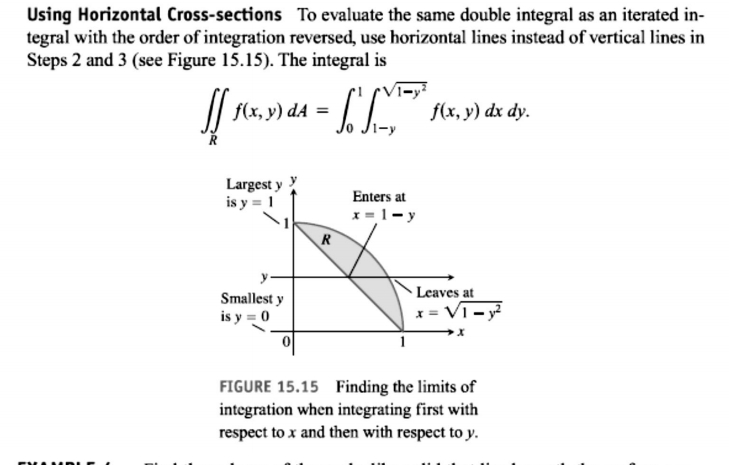 Using Horizontal Cross-sections To evaluate the same double integral as an iterated in-
tegral with the order of integration reversed, use horizontal lines instead of vertical lines in
Steps 2 and 3 (see Figure 15.15). The integral is
∬_R f(x, y) dA = ∫_0^1 ∫_{1−y}^{√(1−y²)} f(x, y) dx dy.
Largest y
is y = 1
y
Enters at
x = 1 − y
1
R
y
Leaves at
x = √(1 − y²)
Smallest y
is y = 0
x
0
1
FIGURE 15.15 Finding the limits of
integration when integrating first with
respect to x and then with respect to y.